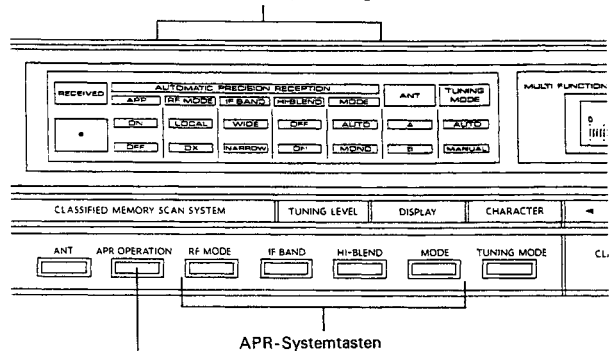 AUTOMATIC PRECISION RECEPTION
RECEIVED APR RF MODE IF BAND HI-BLEND MODE ANT TUNING MODE MULTI FUNCTION
ON LOCAL WIDE OFF AUTO A AUTO
OFF DX NARROW ON MONO B MANUAL
CLASSIFIED MEMORY SCAN SYSTEM TUNING LEVEL DISPLAY CHARACTER
ANT APR OPERATION RF MODE IF BAND HI-BLEND MODE TUNING MODE
APR-Systemtasten